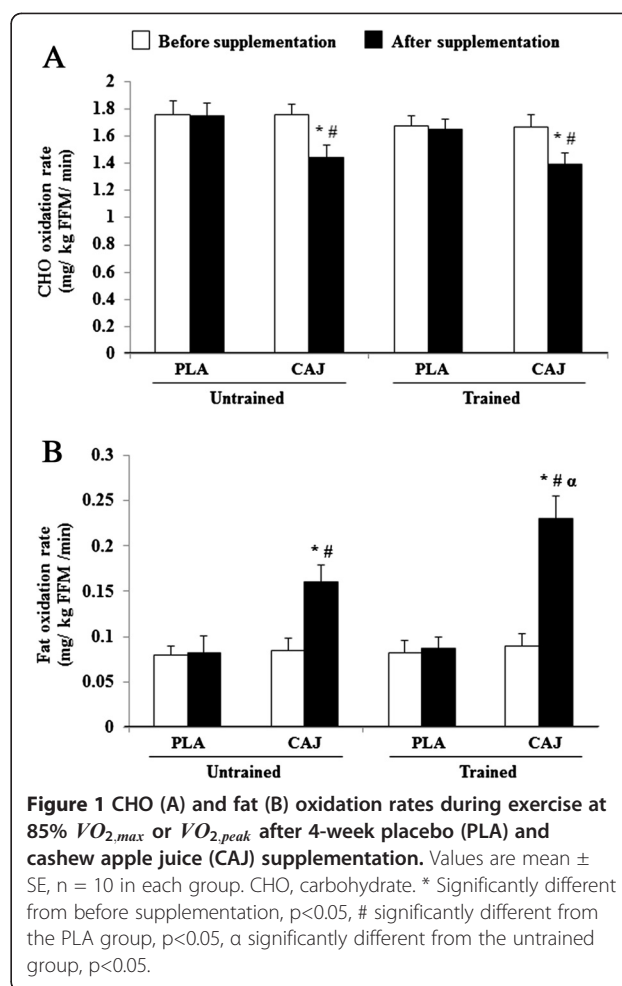 Before supplementation After supplementation
A
CHO oxidation rate
(mg/ kg FFM/ min)
1.8
1.6
1.4
1.2
1
0.8
0.6
0.4
0.2
0
2
* #
* #
PLA CAJ PLA CAJ
Untrained Trained
B
Fat oxidation rate
(mg/ kg FFM /min)
0.3
0.25
0.2
0.15
0.1
0.05
0
* #
* # α
PLA CAJ PLA CAJ
Untrained Trained
Figure 1 CHO (A) and fat (B) oxidation rates during exercise at
85% VO2,max or VO2,peak after 4-week placebo (PLA) and
cashew apple juice (CAJ) supplementation. Values are mean ±
SE, n = 10 in each group. CHO, carbohydrate. * Significantly different
from before supplementation, p<0.05, # significantly different from
the PLA group, p<0.05, α significantly different from the untrained
group, p<0.05.